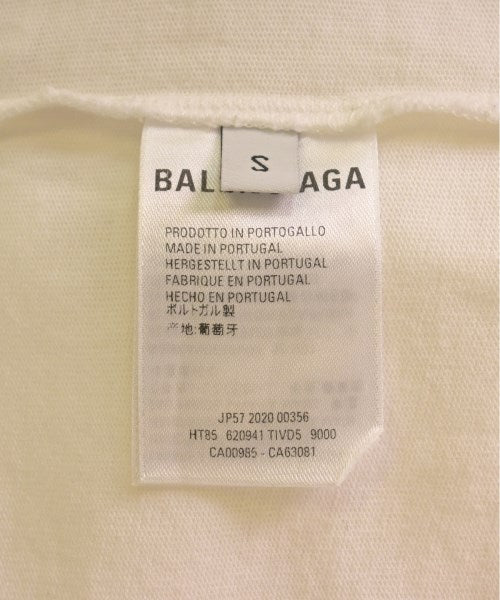 S
BAL AGA
PRODOTTO IN PORTOGALLO
MADE IN PORTUGAL
HERGESTELLT IN PORTUGAL
FABRIQUE EN PORTUGAL
HECHO EN PORTUGAL
ポルトガル製
产地:葡萄牙
JP57 2020 00356
HT85 620941 TIVD5 9000
CA00985 - CA63081